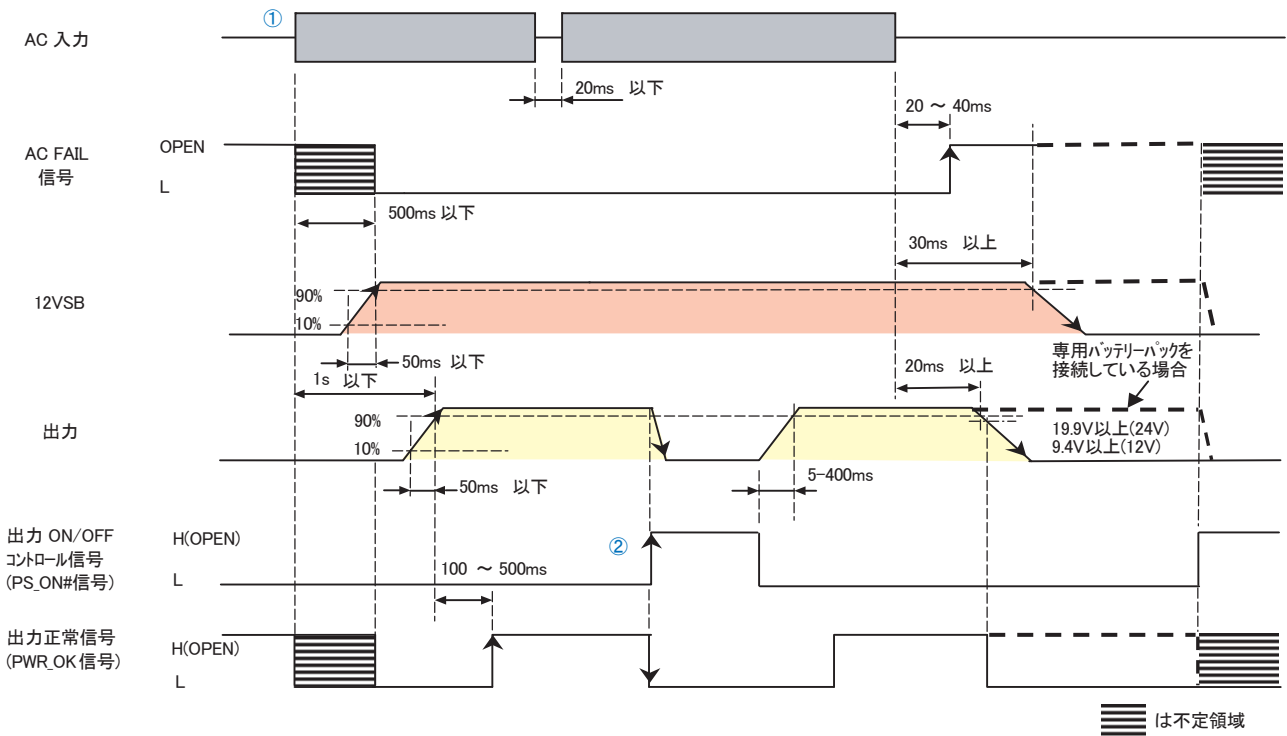 ①
AC 入力
20ms 以下
20 ～ 40ms
AC FAIL
信号
OPEN
L
500ms 以下
30ms 以上
12VSB
90%
10%
50ms 以下
1s 以下
20ms 以上
専用バッテリーパックを
接続している場合
出力
90%
10%
19.9V以上(24V)
9.4V以上(12V)
50ms 以下
5-400ms
出力 ON/OFF
コントロール信号
(PS_ON#信号)
H(OPEN)
L
②
100 ～ 500ms
出力正常信号
(PWR_OK信号)
H(OPEN)
L
は不定領域